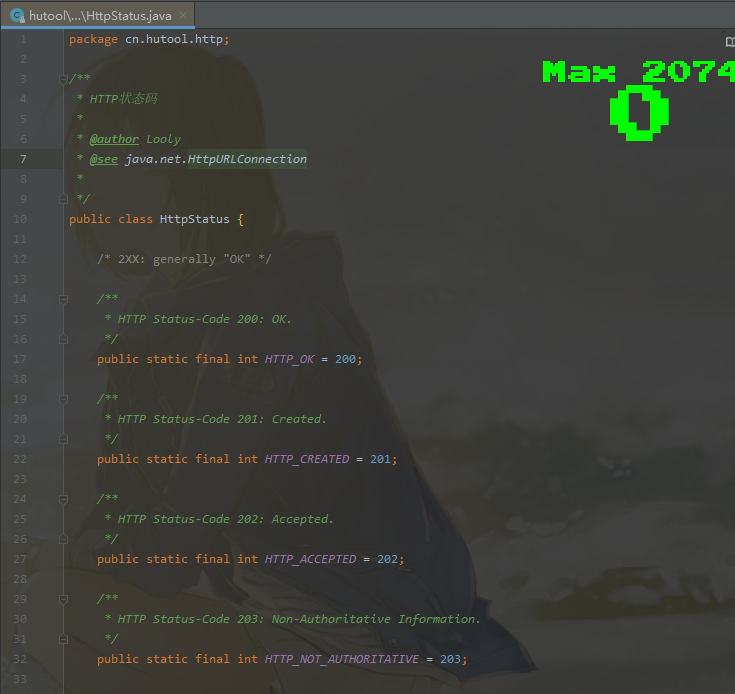 hutool\...\HttpStatus.java
Max 2074
0
1 package cn.hutool.http;
2
3 /**
4 * HTTP状态码
5 *
6 * @author Looly
7 * @see java.net.HttpURLConnection
8 *
9 */
10 public class HttpStatus {
11
12 /* 2XX: generally "OK" */
13
14 /**
15 * HTTP Status-Code 200: OK.
16 */
17 public static final int HTTP_OK = 200;
18
19 /**
20 * HTTP Status-Code 201: Created.
21 */
22 public static final int HTTP_CREATED = 201;
23
24 /**
25 * HTTP Status-Code 202: Accepted.
26 */
27 public static final int HTTP_ACCEPTED = 202;
28
29 /**
30 * HTTP Status-Code 203: Non-Authoritative Information.
31 */
32 public static final int HTTP_NOT_AUTHORITATIVE = 203;
33